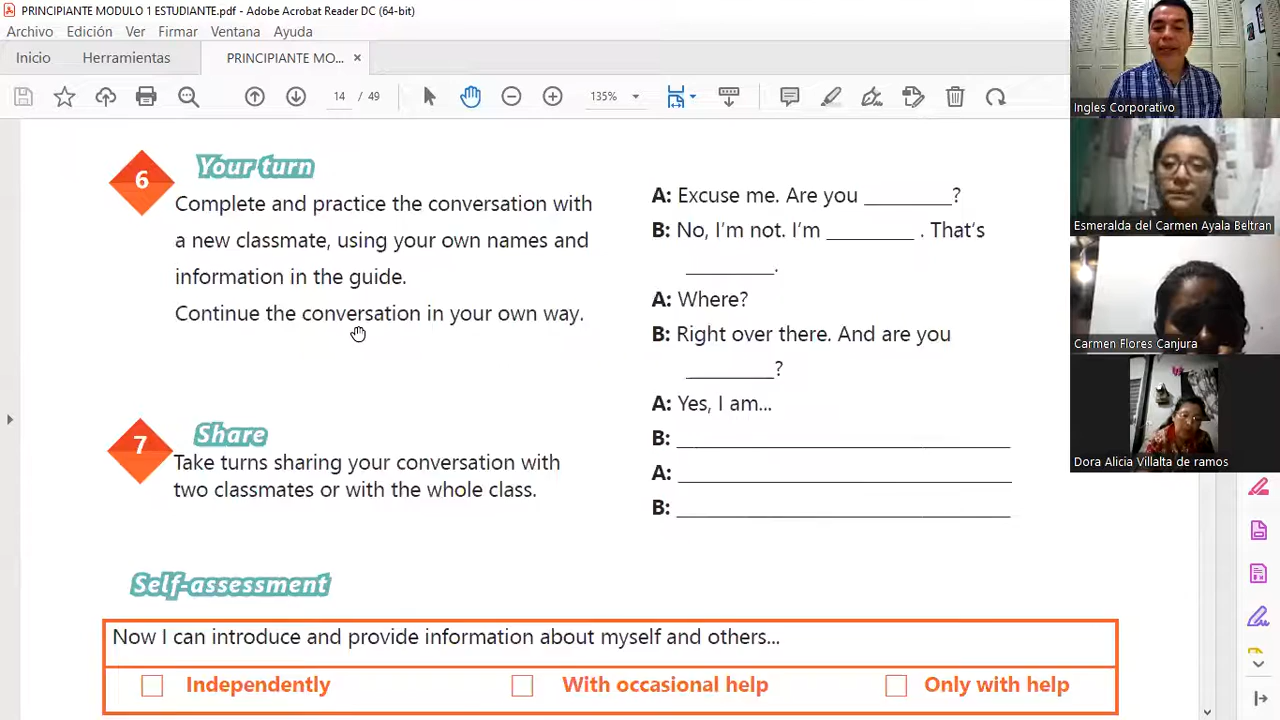 PRINCIPIANTE MODULO 1 ESTUDIANTE.pdf - Adobe Acrobat Reader DC (64-bit)
Archivo Edición Ver Firmar Ventana Ayuda
Inicio Herramientas PRINCIPIANTE MO... ×
14 / 49 135%
6 Your turn
Complete and practice the conversation with
a new classmate, using your own names and
information in the guide.
Continue the conversation in your own way.
7 Share
Take turns sharing your conversation with
two classmates or with the whole class.
A: Excuse me. Are you ________?
B: No, I'm not. I'm ________ . That's
________.
A: Where?
B: Right over there. And are you
________?
A: Yes, I am...
B: ______________________________
A: ______________________________
B: ______________________________
Self-assessment
Now I can introduce and provide information about myself and others...
Independently With occasional help Only with help
Ingles Corporativo
Esmeralda del Carmen Ayala Beltran
Carmen Flores Canjura
Dora Alicia Villalta de ramos